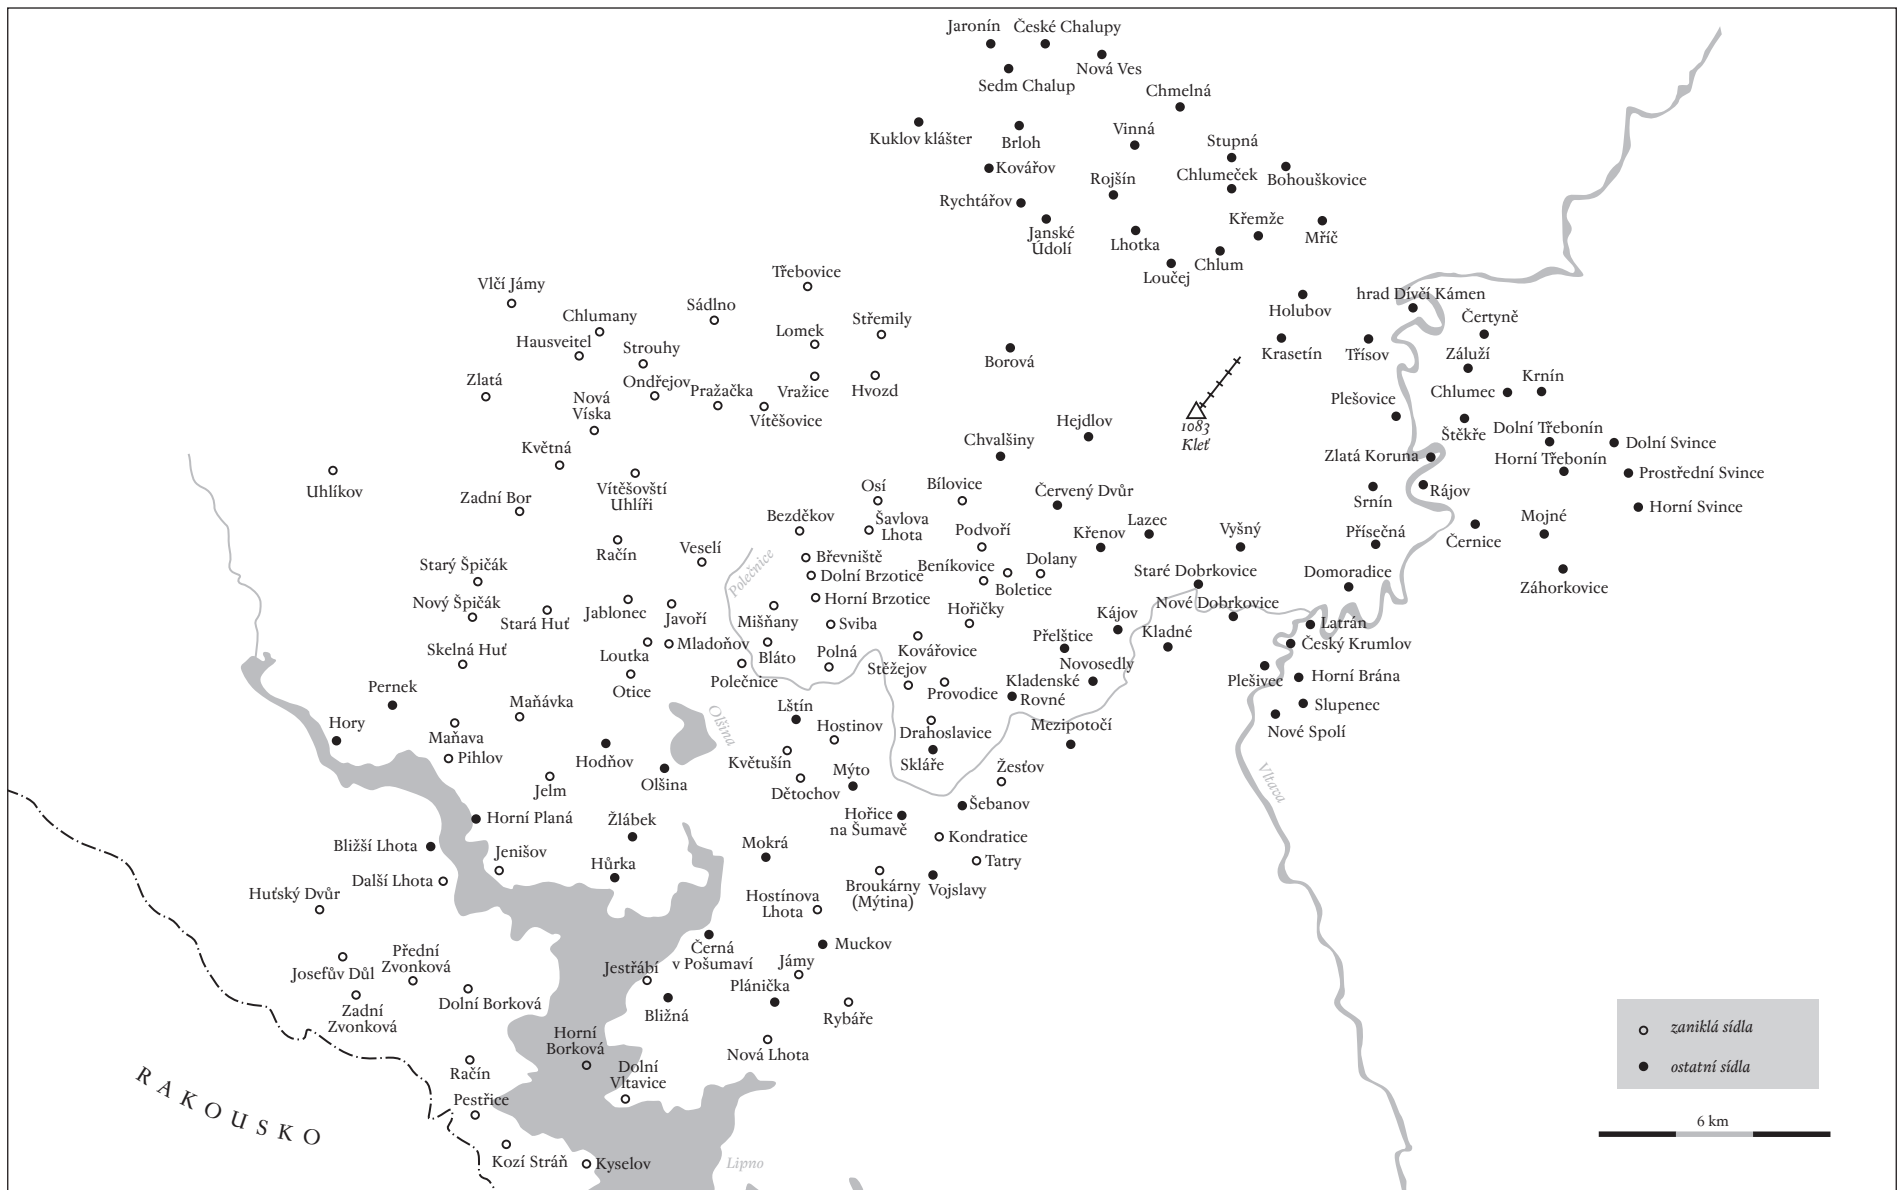 Jaronín
České Chalupy
Nová Ves
Sedm Chalup
Chmelná
Kuklov klášter
Brloh
Vinná
Stupná
Kovářov
Chlumeček
Bohouškovice
Rojšín
Rychtářov
Janské
Údolí
Lhotka
Křemže
Mříč
Loučej
Chlum
Třebovice
Vlčí Jámy
Sádlno
Chlumany
Lomek
Střemily
Holubov
hrad Dívčí Kámen
Čertyně
Hausveitel
Strouhy
Borová
Krasetín
Třísov
Záluží
Zlatá
Ondřejov
Pražačka
Vražice
Hvozd
Chlumec
Krnín
Nová
Víska
Vítěšovice
Plešovice
Hejdlov
1083
Kleť
Štěkře
Dolní Třebonín
Dolní Svince
Květná
Chvalšiny
Zlatá Koruna
Horní Třebonín
Prostřední Svince
Uhlíkov
Vítěšovští
Uhlíři
Zadní Bor
Osí
Bílovice
Červený Dvůr
Srnín
Rájov
Horní Svince
Bezděkov
Šavlova
Lhota
Podvoří
Křenov
Lazec
Vyšný
Přísečná
Černice
Mojné
Račín
Veselí
Polečnice
Břevniště
Starý Špičák
Dolní Brzotice
Beníkovice
Dolany
Boletice
Staré Dobrkovice
Domoradice
Záhorkovice
Nový Špičák
Stará Huť
Jablonec
Javoří
Horní Brzotice
Mišňany
Sviba
Hořičky
Kájov
Nové Dobrkovice
Latrán
Skelná Huť
Loutka
Mladoňov
Bláto
Polná
Kovářovice
Přelštice
Kladné
Český Krumlov
Otice
Polečnice
Stěžejov
Provodice
Novosedly
Kladenské
Rovné
Plešivec
Horní Brána
Pernek
Maňávka
Olšina
Lštín
Slupenec
Hory
Maňava
Hostinov
Drahoslavice
Mezipotočí
Nové Spolí
Pihlov
Hodňov
Květušín
Skláře
Žesťov
Vltava
Jelm
Olšina
Dětochov
Mýto
Šebanov
Horní Planá
Žlábek
Hořice
na Šumavě
Kondratice
Bližší Lhota
Jenišov
Mokrá
Tatry
Hůrka
Další Lhota
Huťský Dvůr
Broukárny
(Mýtina)
Vojslavy
Hostínova
Lhota
Černá
v Pošumaví
Muckov
Přední
Zvonková
Josefův Důl
Jestřábí
Jámy
Zadní
Zvonková
Dolní Borková
Plánička
Bližná
Rybáře
Horní
Borková
Nová Lhota
Račín
Dolní
Vltavice
Pestřice
RAKOUSKO
Kozí Stráň
Kyselov
Lipno
zaniklá sídla
ostatní sídla
6 km